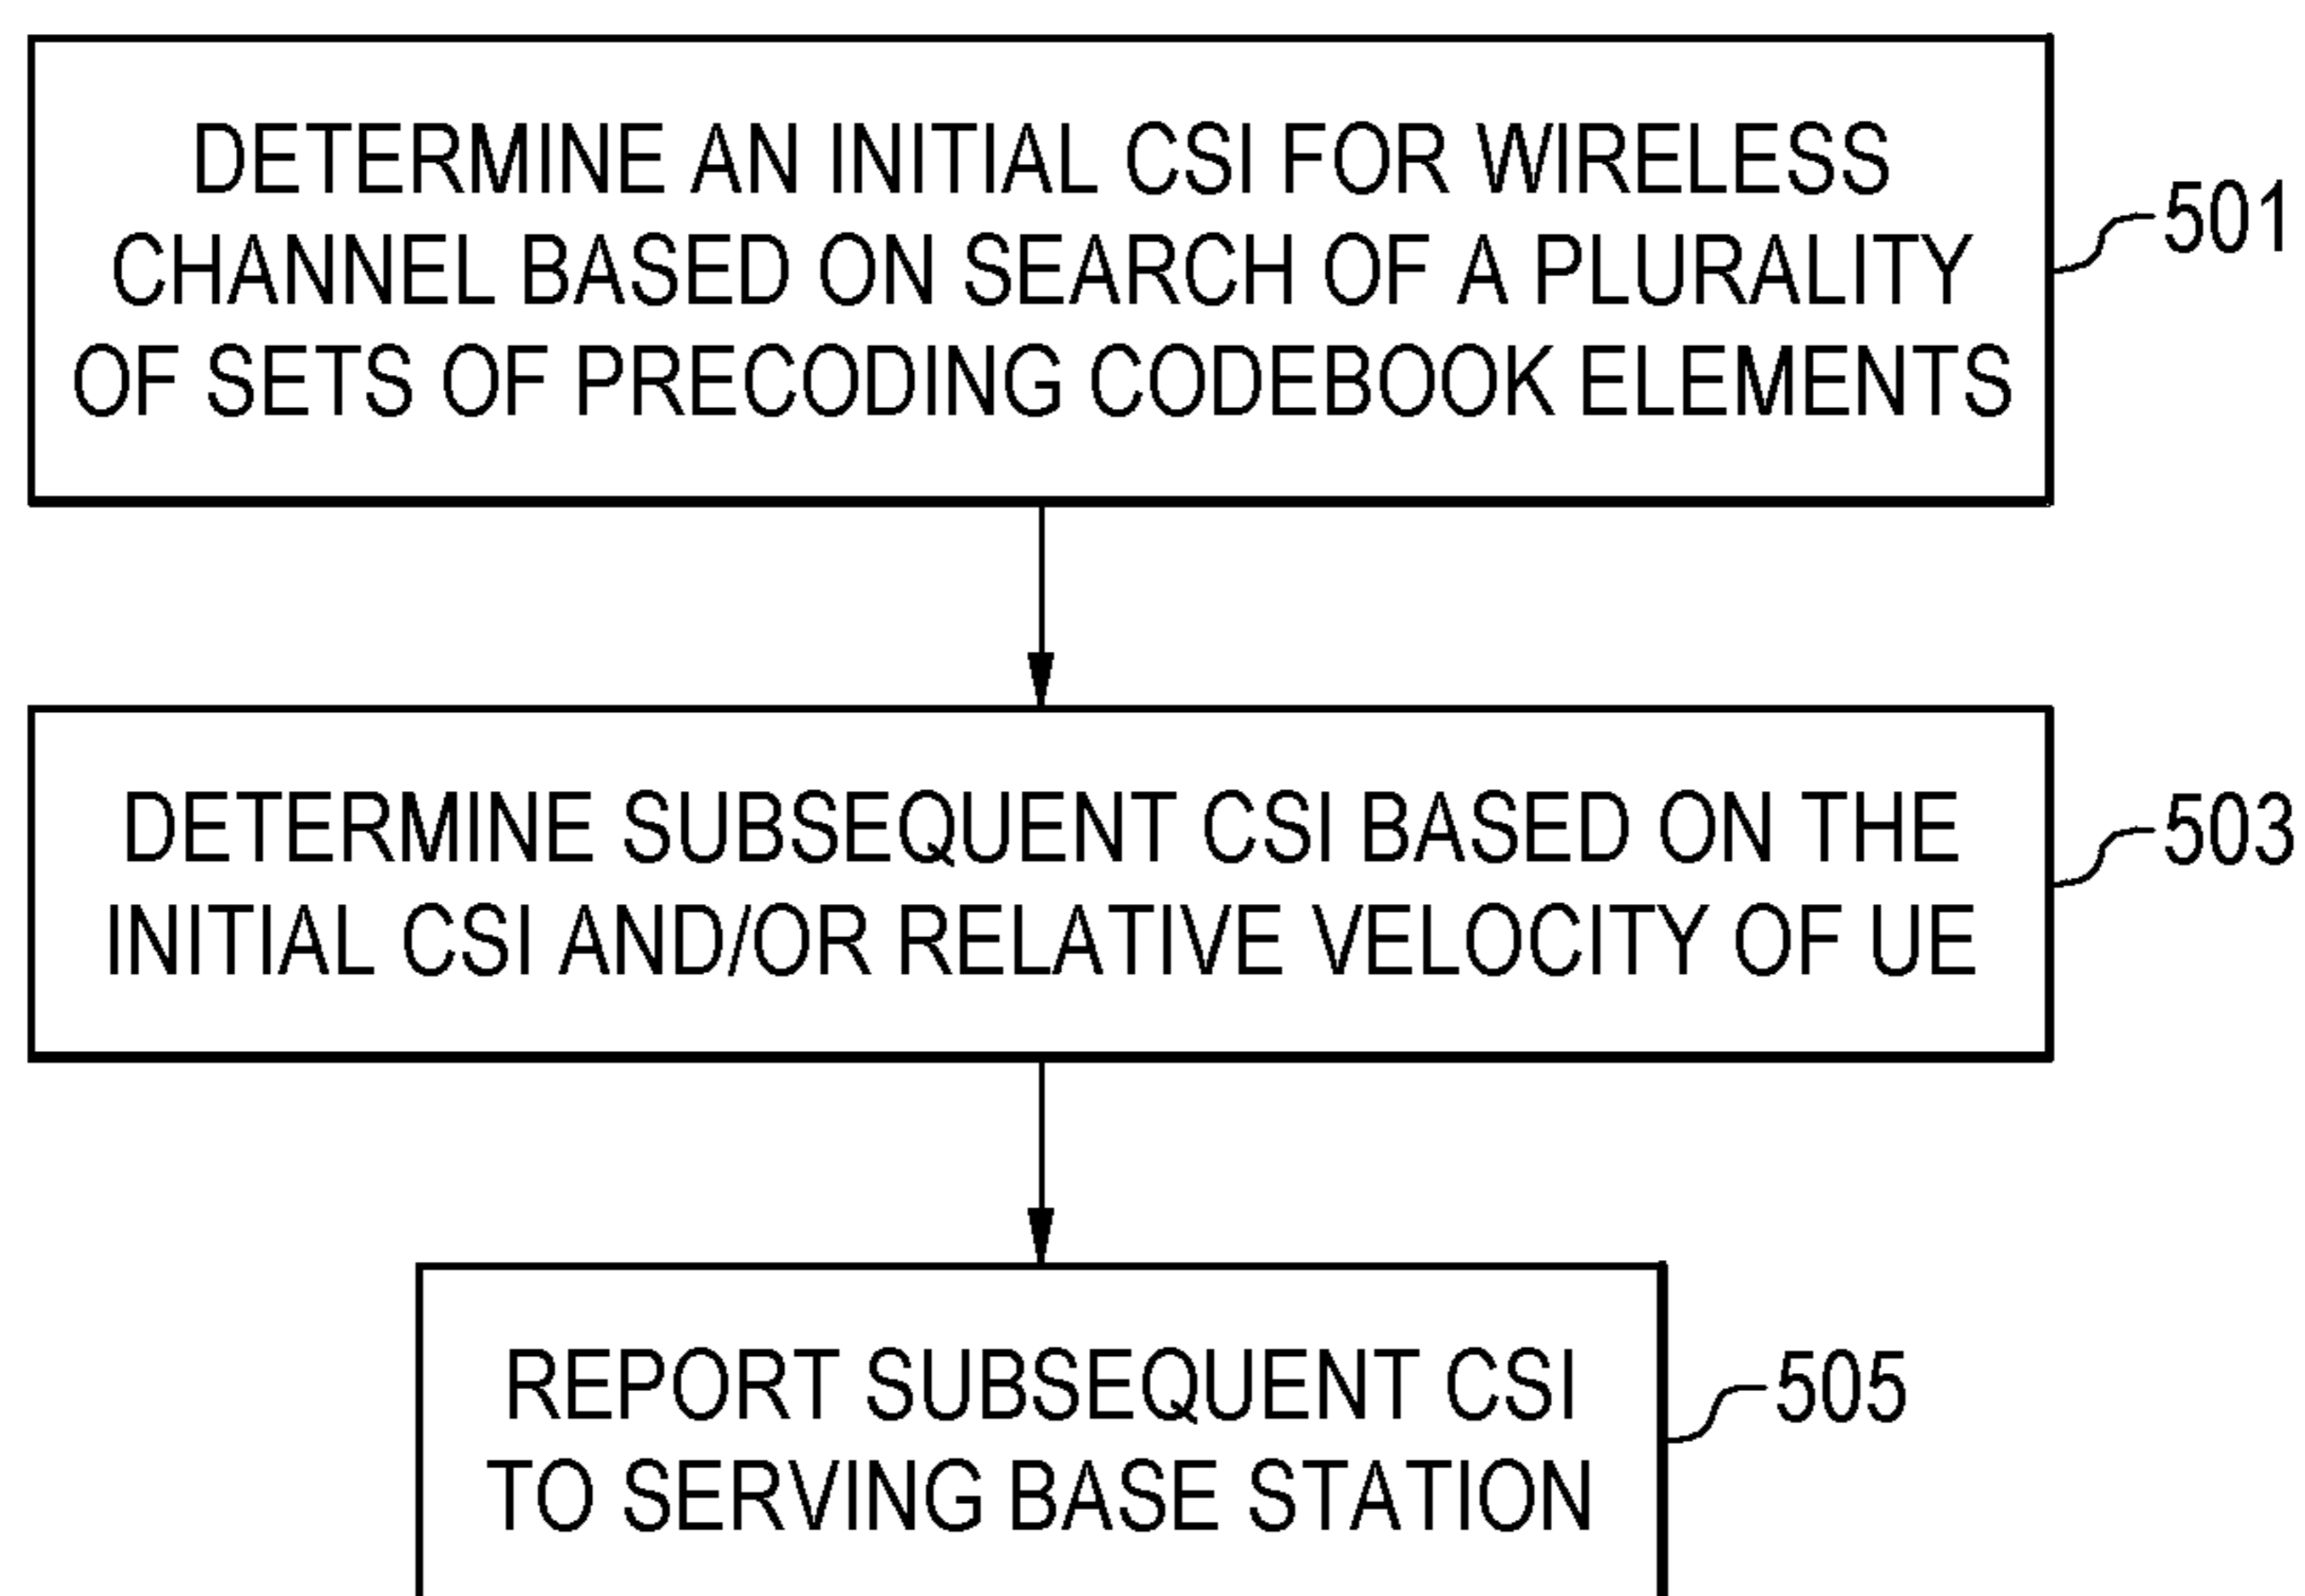 DETERMINE AN INITIAL CSI FOR WIRELESS
CHANNEL BASED ON SEARCH OF A PLURALITY
OF SETS OF PRECODING CODEBOOK ELEMENTS
501
DETERMINE SUBSEQUENT CSI BASED ON THE
INITIAL CSI AND/OR RELATIVE VELOCITY OF UE
503
REPORT SUBSEQUENT CSI
TO SERVING BASE STATION
505